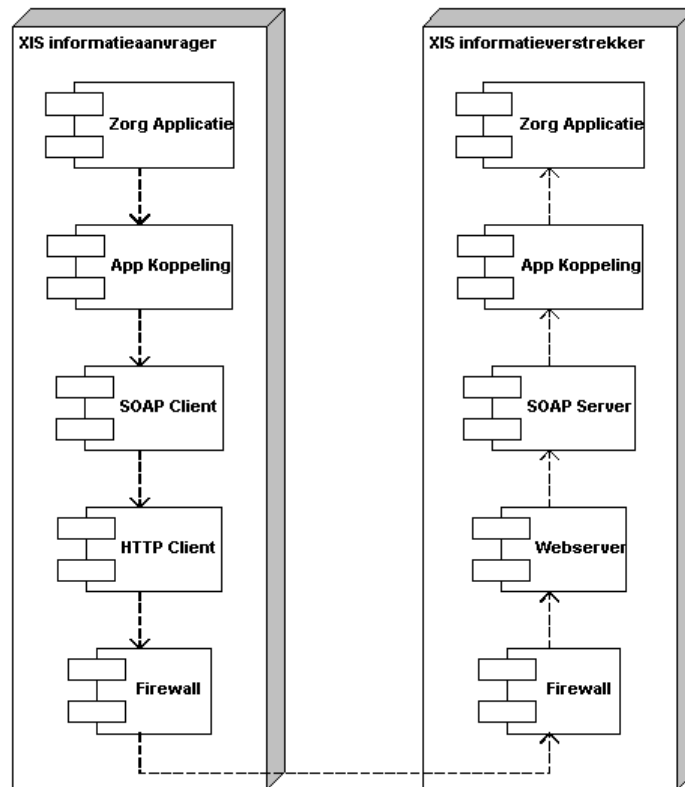 XIS informatieaanvrager
Zorg Applicatie
App Koppeling
SOAP Client
HTTP Client
Firewall
XIS informatieverstrekker
Zorg Applicatie
App Koppeling
SOAP Server
Webserver
Firewall